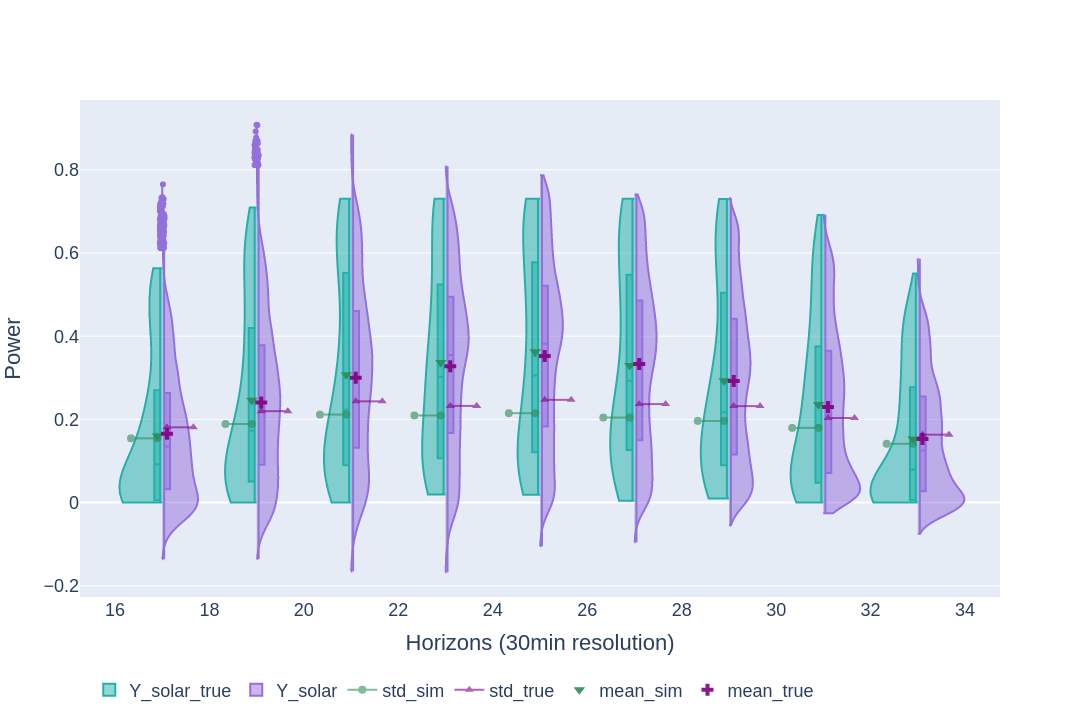 Power
0.8
0.6
0.4
0.2
0
−0.2
16 18 20 22 24 26 28 30 32 34
Horizons (30min resolution)
Y_solar_true Y_solar std_sim std_true mean_sim mean_true